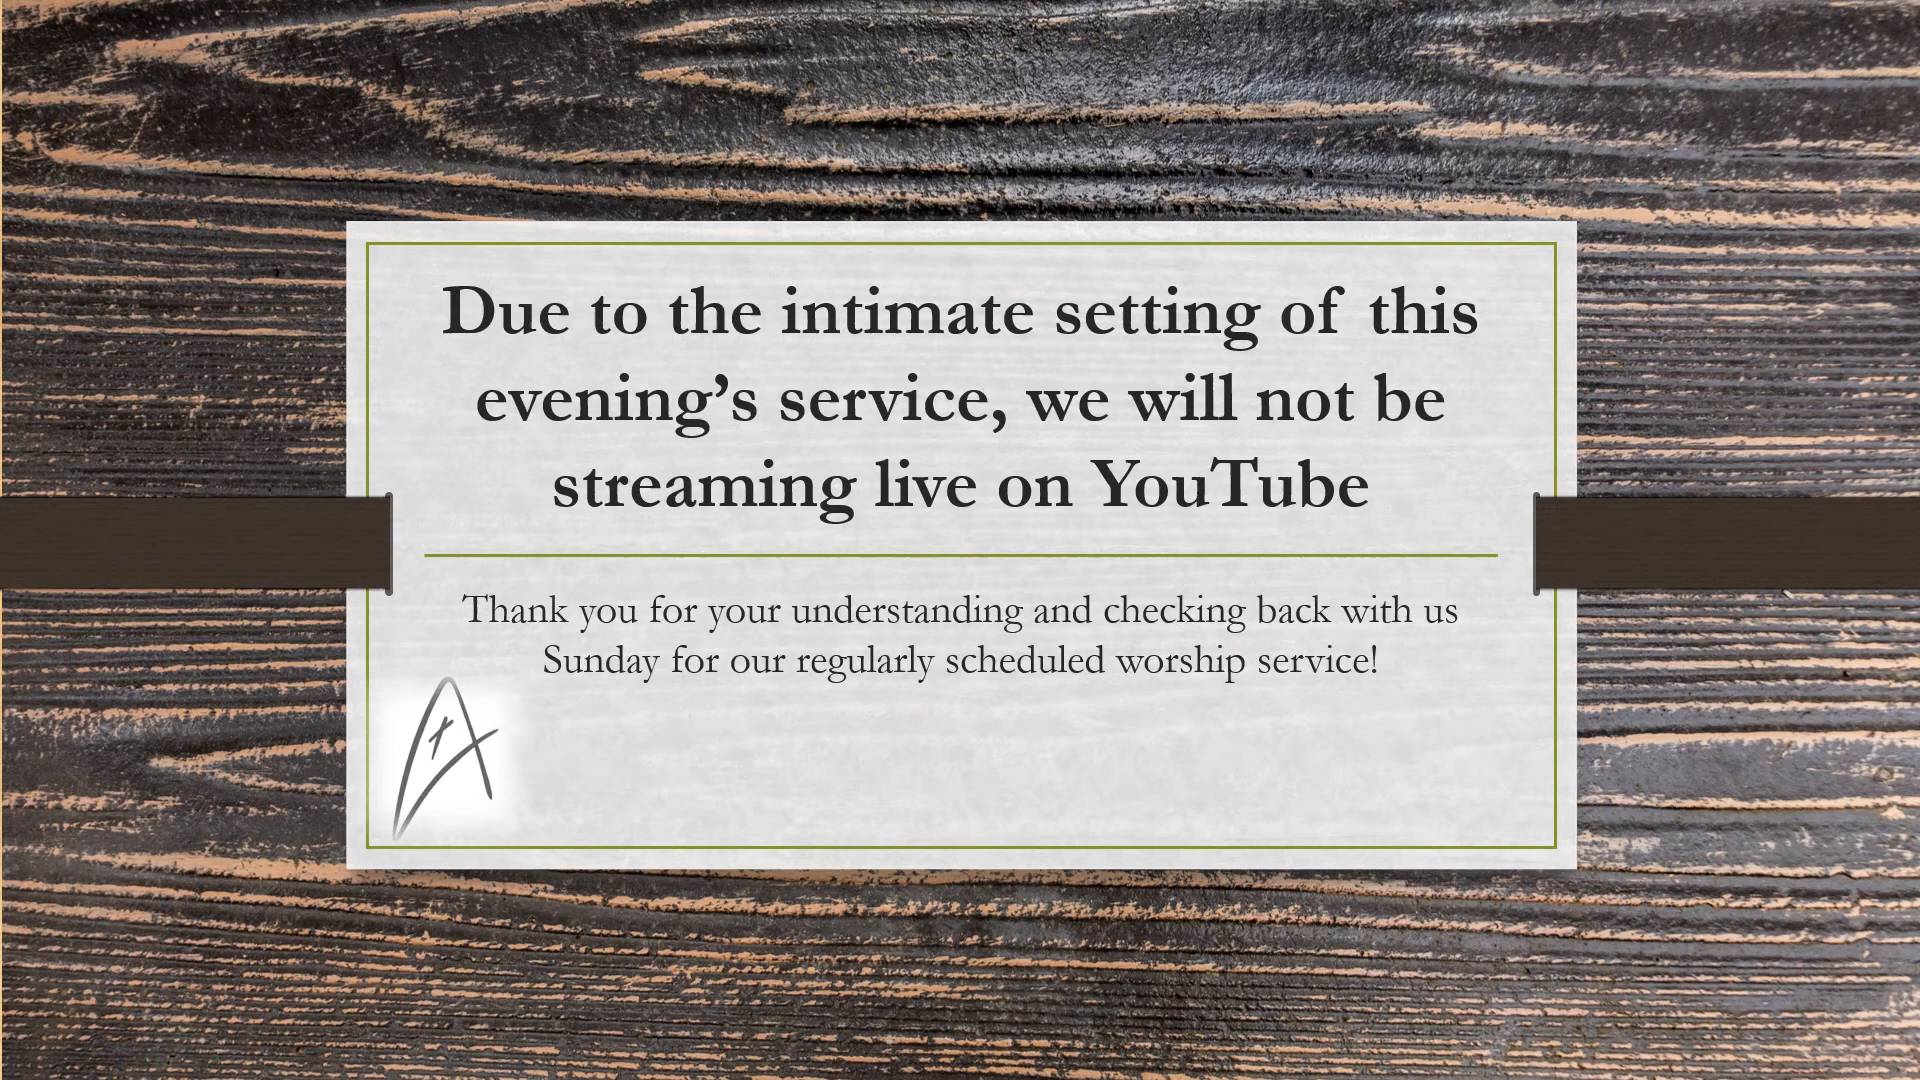 Due to the intimate setting of this
evening’s service, we will not be
streaming live on YouTube
Thank you for your understanding and checking back with us
Sunday for our regularly scheduled worship service!